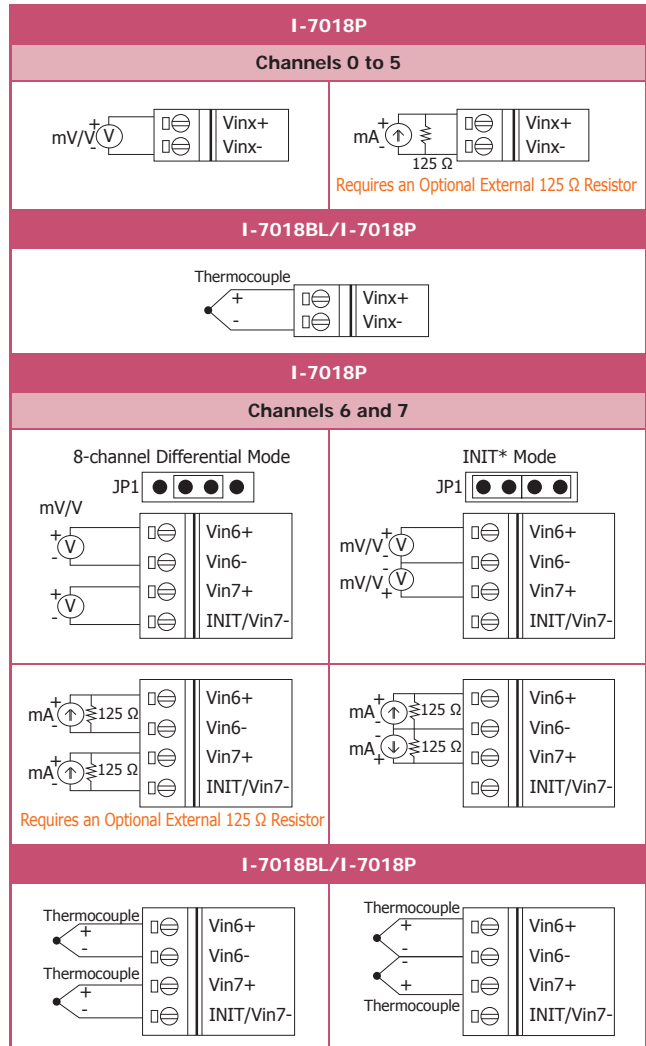 I-7018P
Channels 0 to 5
mV/V
+
V
-
Vinx+
Vinx-
mA
+
-
125 Ω
Vinx+
Vinx-
Requires an Optional External 125 Ω Resistor
I-7018BL/I-7018P
Thermocouple
+
-
Vinx+
Vinx-
I-7018P
Channels 6 and 7
8-channel Differential Mode
JP1
mV/V
+
V
-
+
V
-
Vin6+
Vin6-
Vin7+
INIT/Vin7-
INIT* Mode
JP1
mV/V
+
V
-
mV/V
-
V
+
Vin6+
Vin6-
Vin7+
INIT/Vin7-
mA
+
-
125 Ω
mA
+
-
125 Ω
Vin6+
Vin6-
Vin7+
INIT/Vin7-
Requires an Optional External 125 Ω Resistor
mA
+
-
125 Ω
mA
-
+
125 Ω
Vin6+
Vin6-
Vin7+
INIT/Vin7-
I-7018BL/I-7018P
Thermocouple
+
-
Thermocouple
+
-
Vin6+
Vin6-
Vin7+
INIT/Vin7-
Thermocouple
+
-
-
+
Thermocouple
Vin6+
Vin6-
Vin7+
INIT/Vin7-